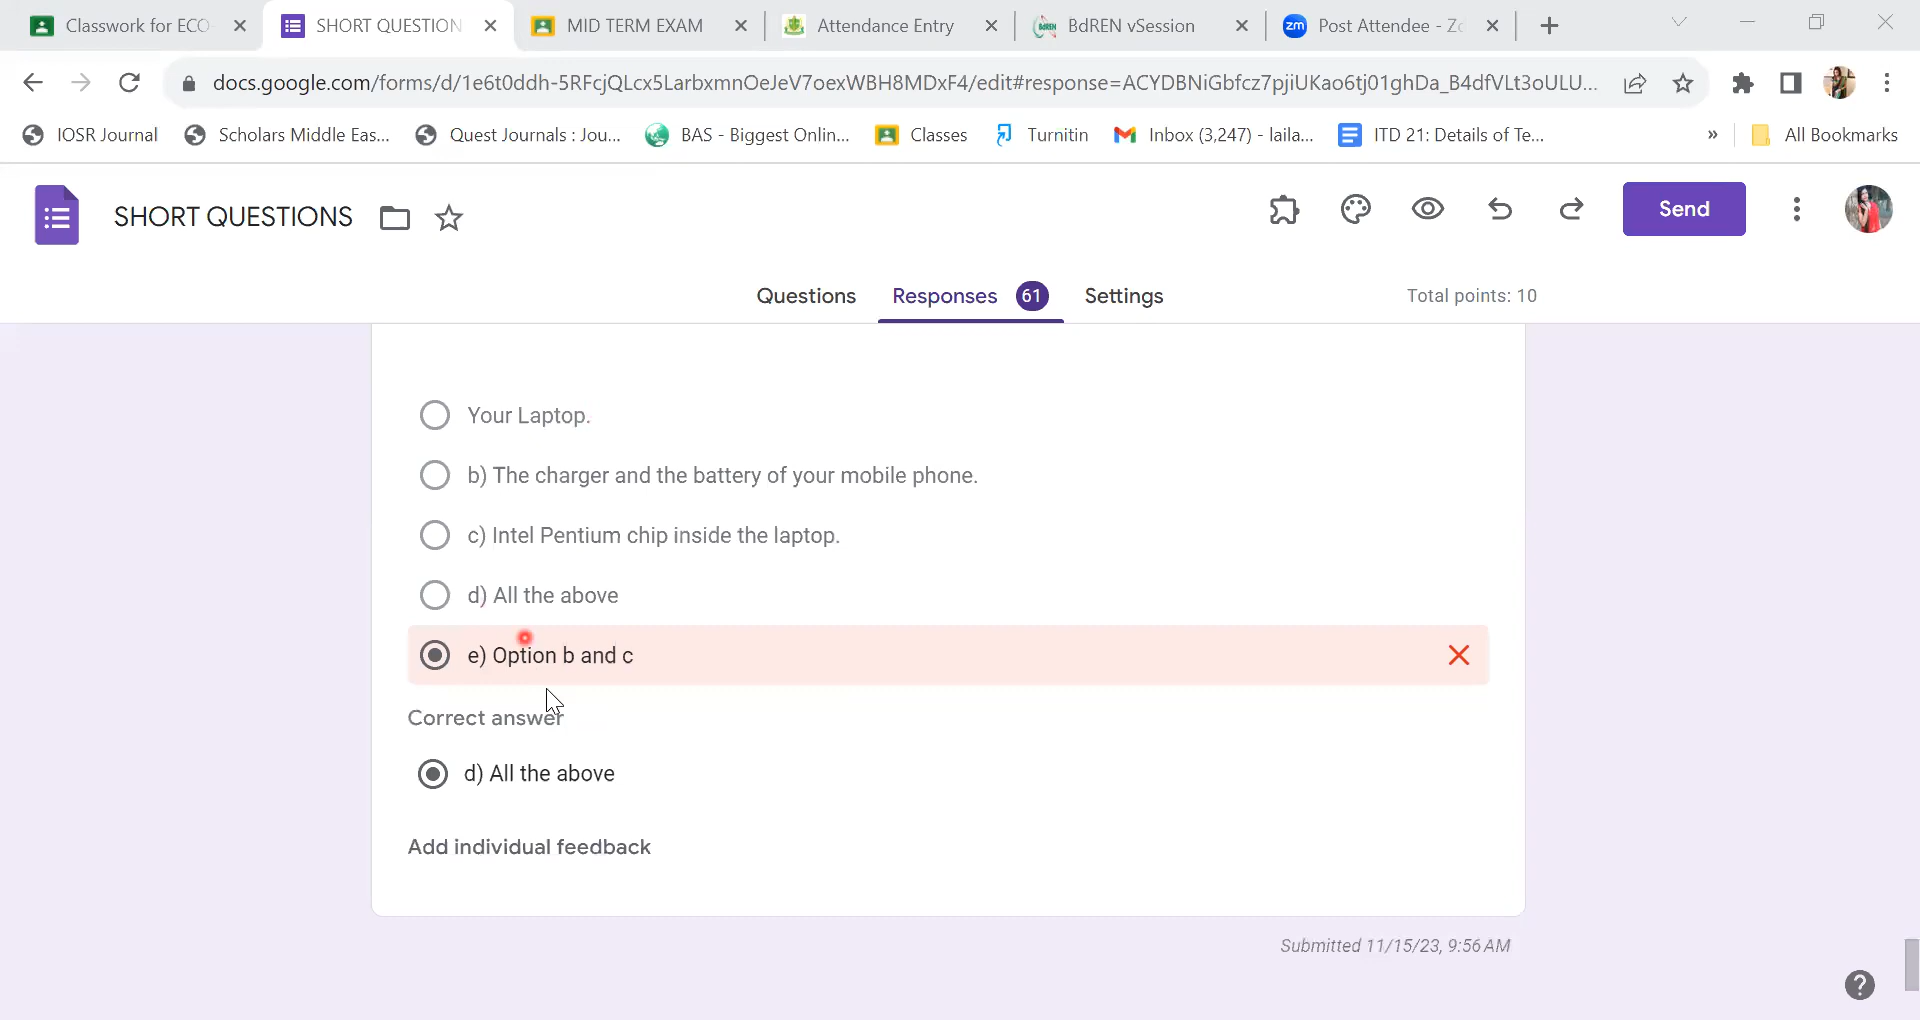 Classwork for ECO
SHORT QUESTION
MID TERM EXAM
Attendance Entry
BdREN vSession
zm
Post Attendee - Zo
docs.google.com/forms/d/1e6t0ddh-5RFcjQLcx5LarbxmnOeJeV7oexWBH8MDxF4/edit#response=ACYDBNiGbfcz7pjiUKao6tj01ghDa_B4dfVLt3oULU...
IOSR Journal
Scholars Middle Eas...
Quest Journals : Jou...
BAS - Biggest Onlin...
Classes
Turnitin
Inbox (3,247) - laila...
ITD 21: Details of Te...
»
All Bookmarks
SHORT QUESTIONS
Send
Questions
Responses 61
Settings
Total points: 10
Your Laptop.
b) The charger and the battery of your mobile phone.
c) Intel Pentium chip inside the laptop.
d) All the above
e) Option b and c
Correct answer
d) All the above
Add individual feedback
Submitted 11/15/23, 9:56 AM